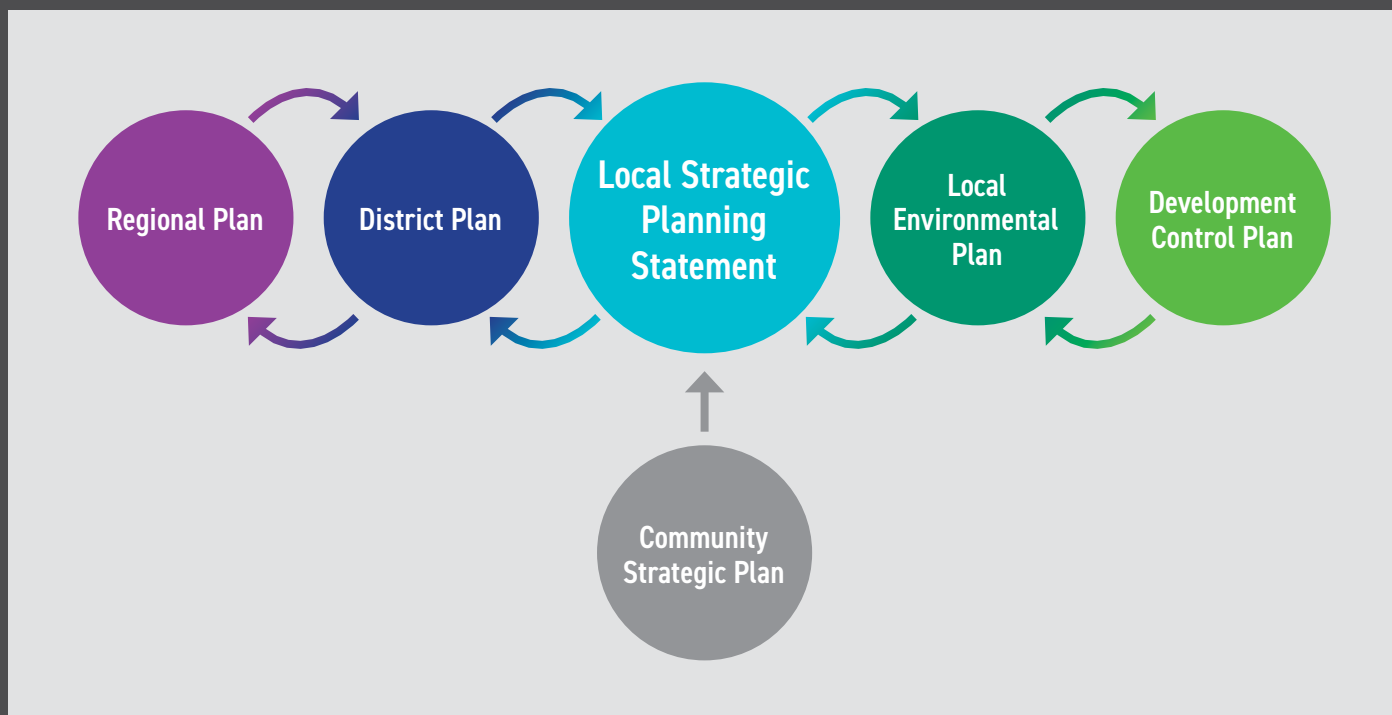 Regional Plan
District Plan
Local Strategic
Planning
Statement
Local
Environmental
Plan
Development
Control Plan
Community
Strategic Plan